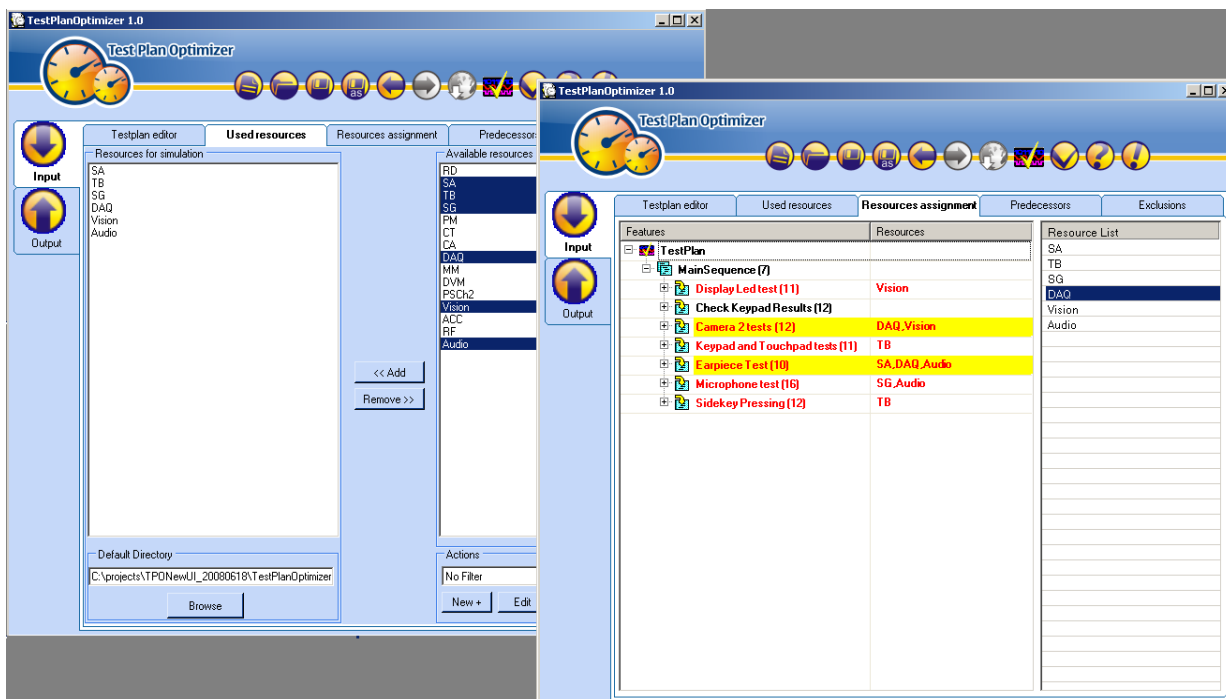 TestPlanOptimizer 1.0
Test Plan Optimizer
as
Input
Output
Testplan editor
Used resources
Resources assignment
Predecessors
Resources for simulation
SA
TB
SG
DAQ
Vision
Audio
<< Add
Remove >>
Available resources
RD
SA
TB
SG
PM
CT
CA
DAQ
MM
DVM
PSCh2
Vision
ACC
RF
Audio
Default Directory
C:\projects\TPONewUI_20080618\TestPlanOptimizer
Browse
Actions
No Filter
New +
Edit
TestPlanOptimizer 1.0
Test Plan Optimizer
as
Input
Output
Testplan editor
Used resources
Resources assignment
Predecessors
Exclusions
Features
Resources
TestPlan
MainSequence (7)
Display Led test (11)
Vision
Check Keypad Results (12)
Camera 2 tests (12)
DAQ,Vision
Keypad and Touchpad tests (11)
TB
Earpiece Test (10)
SA,DAQ,Audio
Microphone test (16)
SG,Audio
Sidekey Pressing (12)
TB
Resource List
SA
TB
SG
DAQ
Vision
Audio